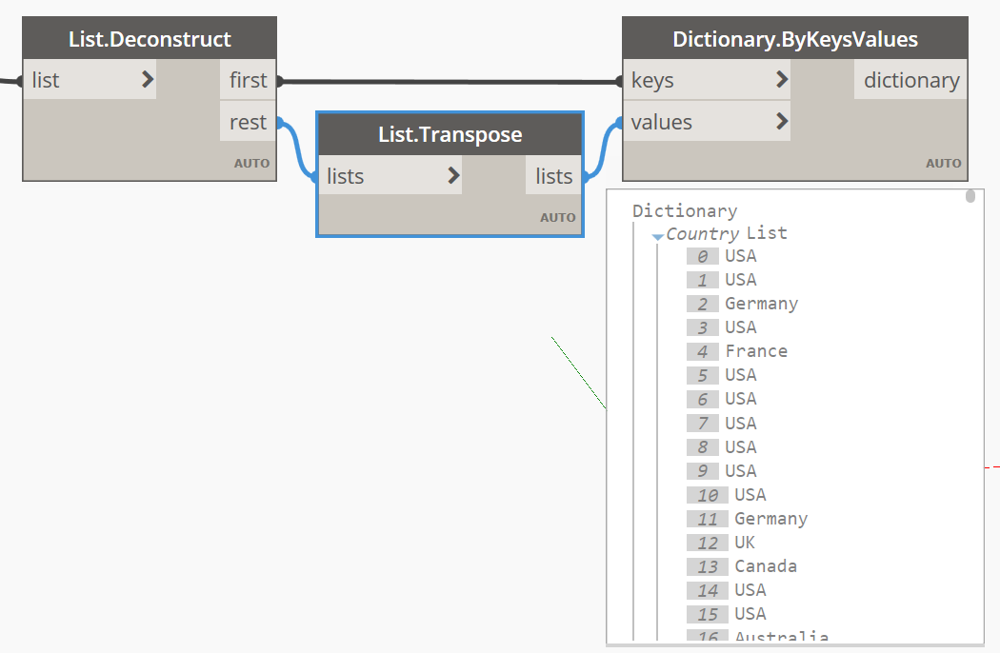 List.Deconstruct
list >
first
rest
AUTO
List.Transpose
lists >
lists
AUTO
Dictionary.ByKeysValues
keys >
dictionary
values >
AUTO
Dictionary
Country List
0 USA
1 USA
2 Germany
3 USA
4 France
5 USA
6 USA
7 USA
8 USA
9 USA
10 USA
11 Germany
12 UK
13 Canada
14 USA
15 USA
16 Australia